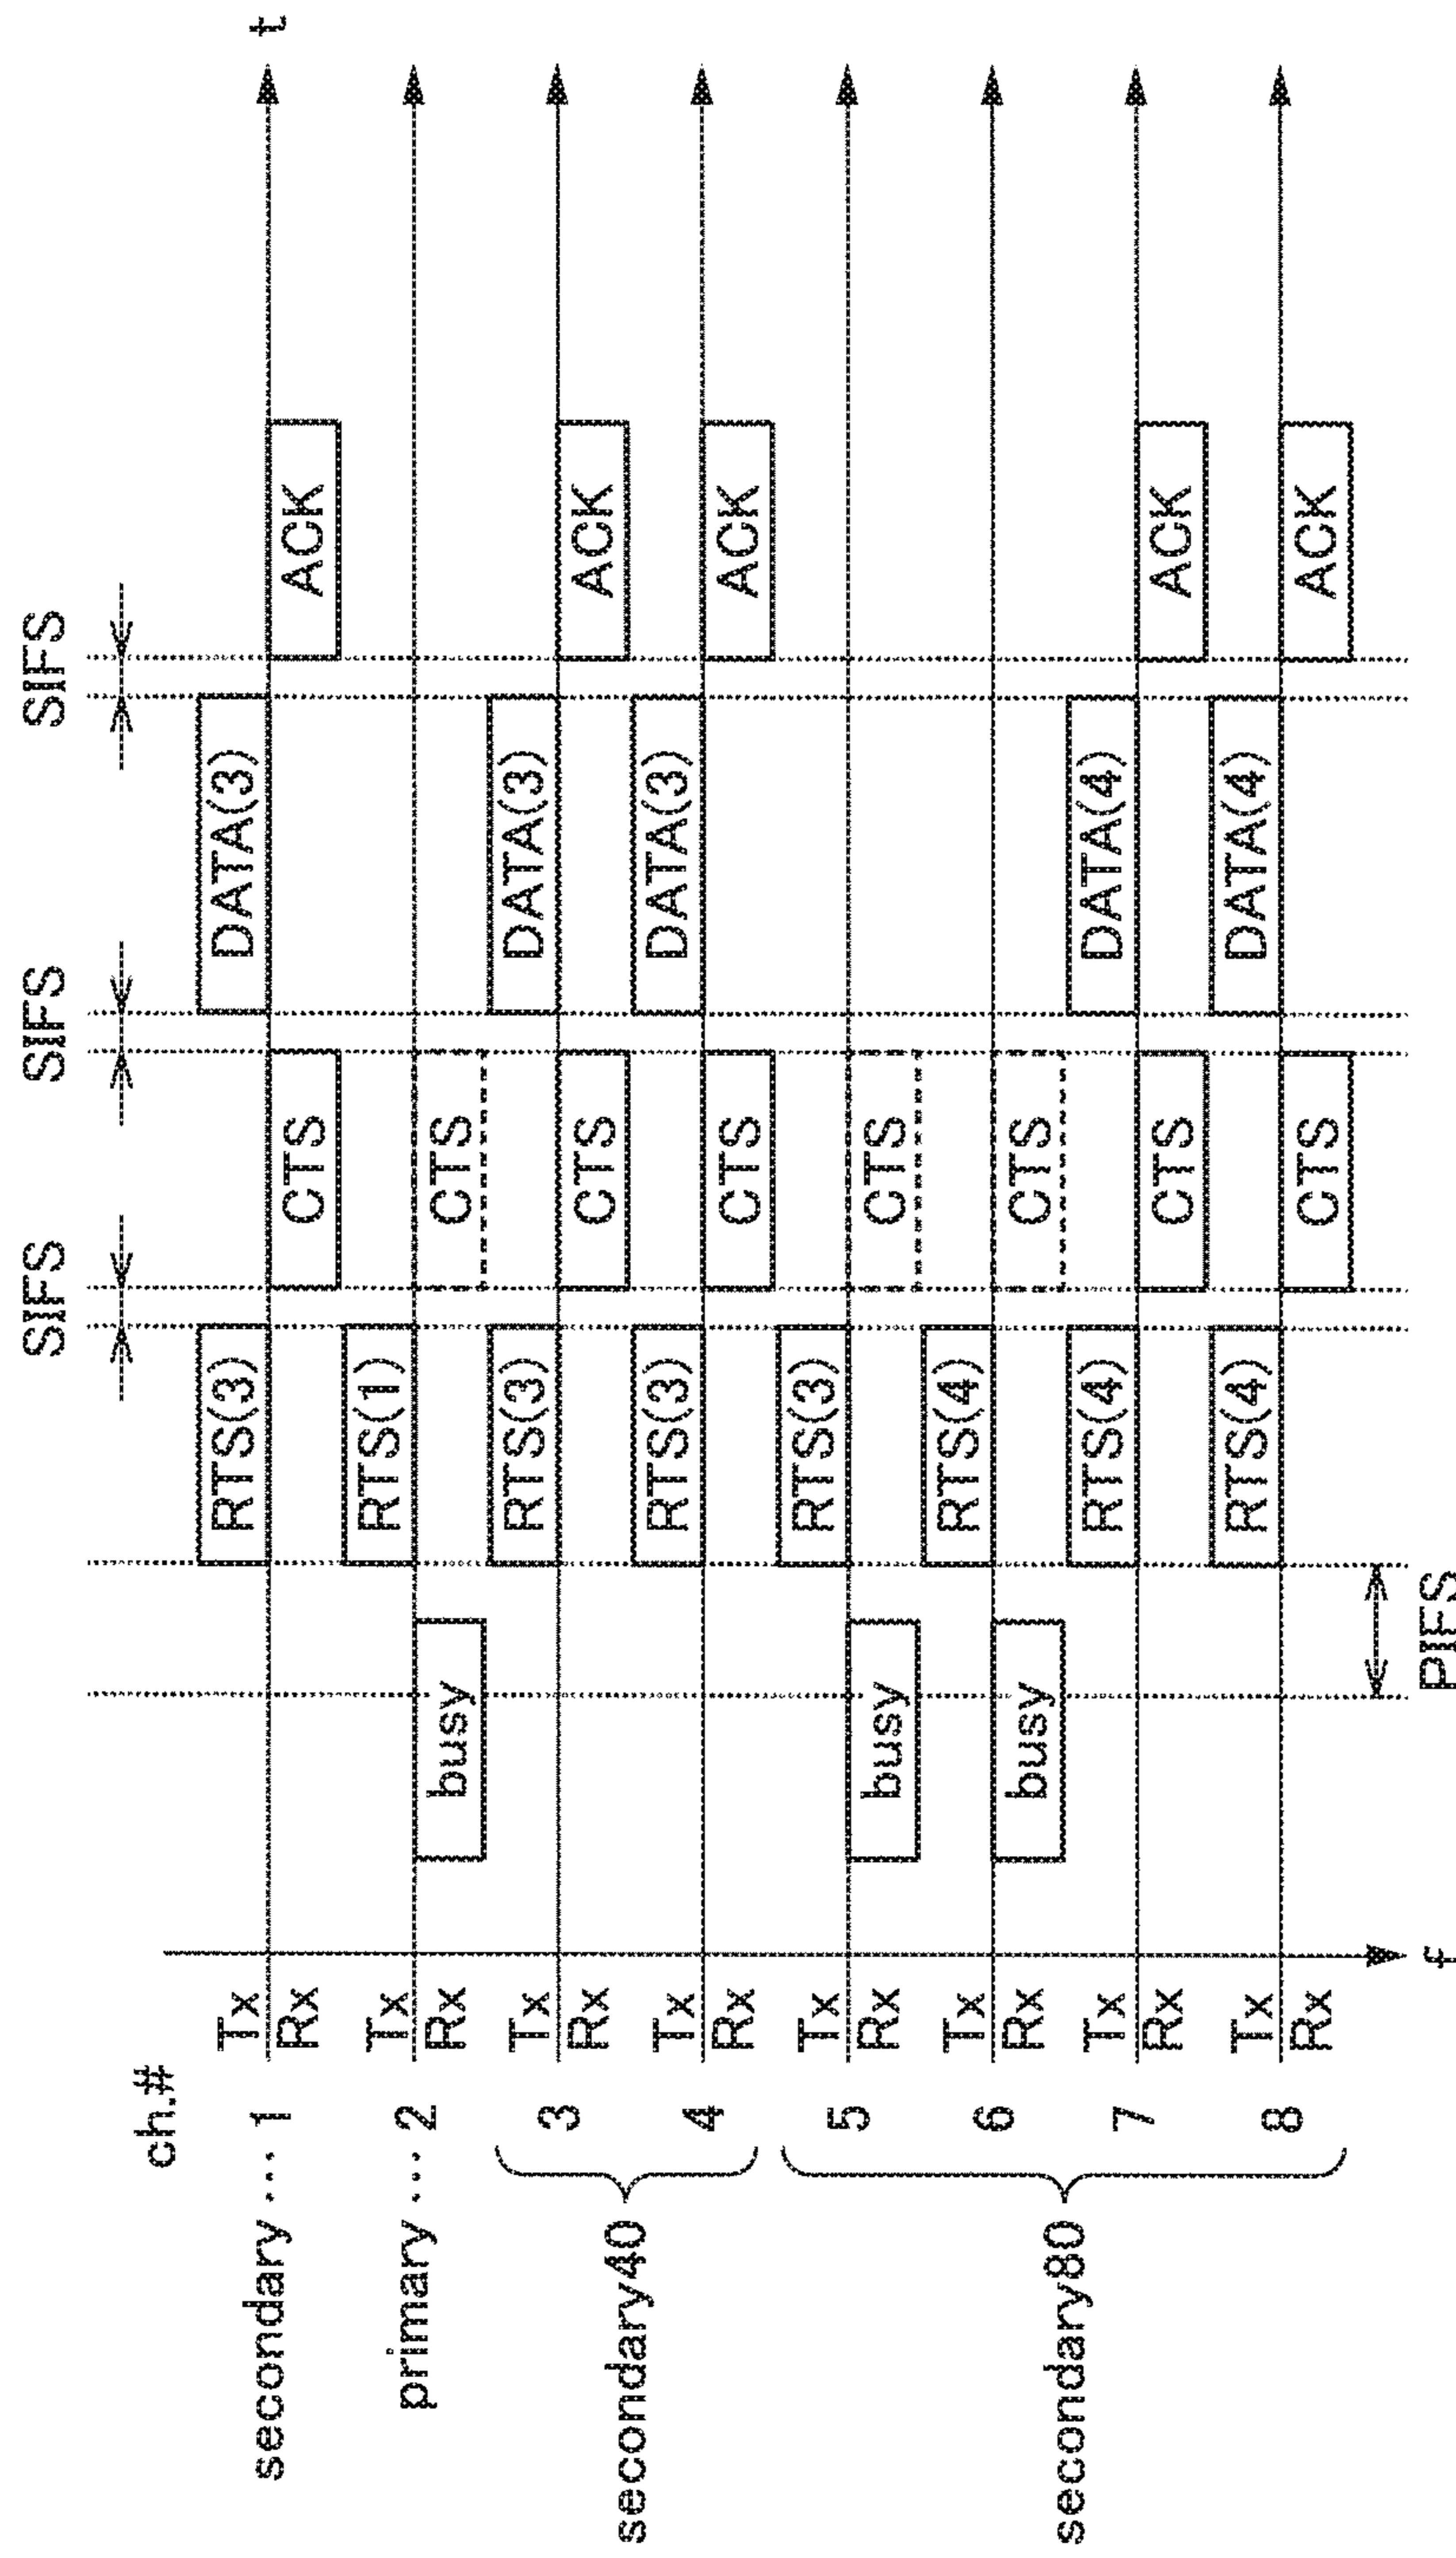 SIFS SIFS SIFS
ch.# t
secondary ··· 1 Tx RTS(3) DATA(3)
Rx CTS ACK
primary ··· 2 Tx RTS(1)
Rx busy CTS
3 Tx RTS(3) DATA(3)
Rx CTS ACK
secondary40
4 Tx RTS(3) DATA(3)
Rx CTS ACK
5 Tx RTS(3)
Rx busy CTS
6 Tx RTS(4)
Rx busy CTS
secondary80
7 Tx RTS(4) DATA(4)
Rx CTS ACK
8 Tx RTS(4) DATA(4)
Rx CTS ACK
PIFS
f